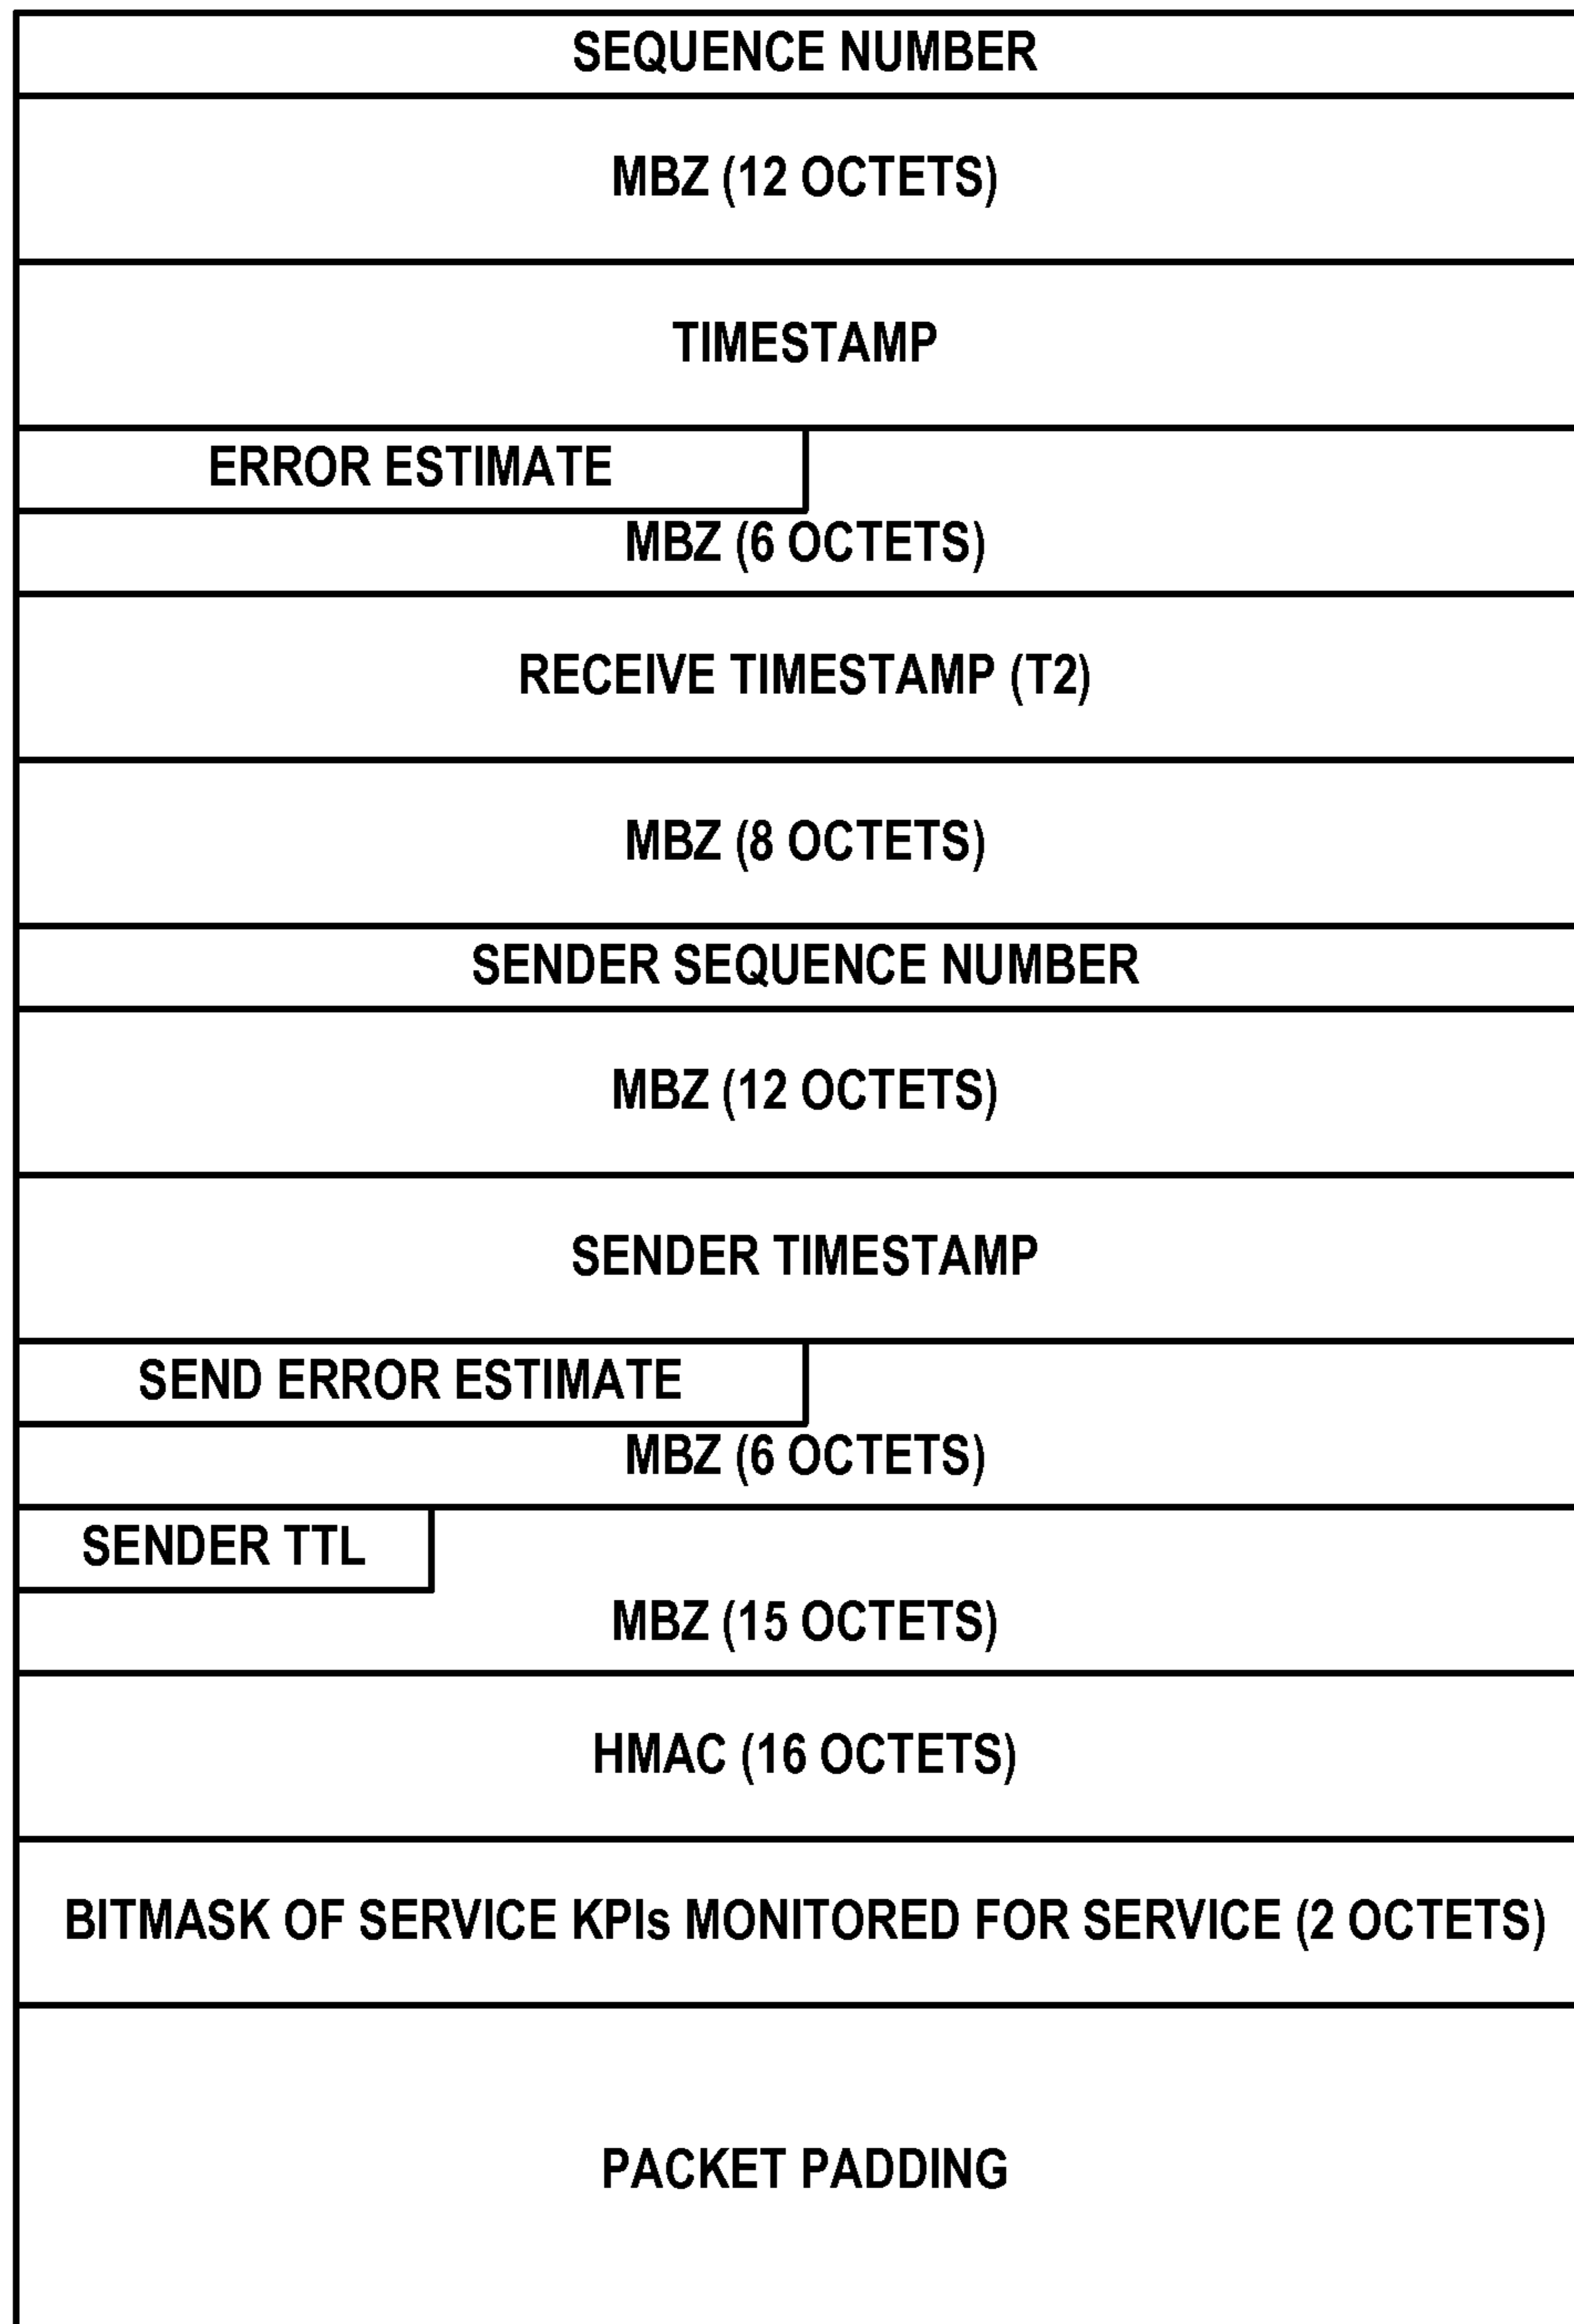 SEQUENCE NUMBER
MBZ (12 OCTETS)
TIMESTAMP
ERROR ESTIMATE
MBZ (6 OCTETS)
RECEIVE TIMESTAMP (T2)
MBZ (8 OCTETS)
SENDER SEQUENCE NUMBER
MBZ (12 OCTETS)
SENDER TIMESTAMP
SEND ERROR ESTIMATE
MBZ (6 OCTETS)
SENDER TTL
MBZ (15 OCTETS)
HMAC (16 OCTETS)
BITMASK OF SERVICE KPIs MONITORED FOR SERVICE (2 OCTETS)
PACKET PADDING